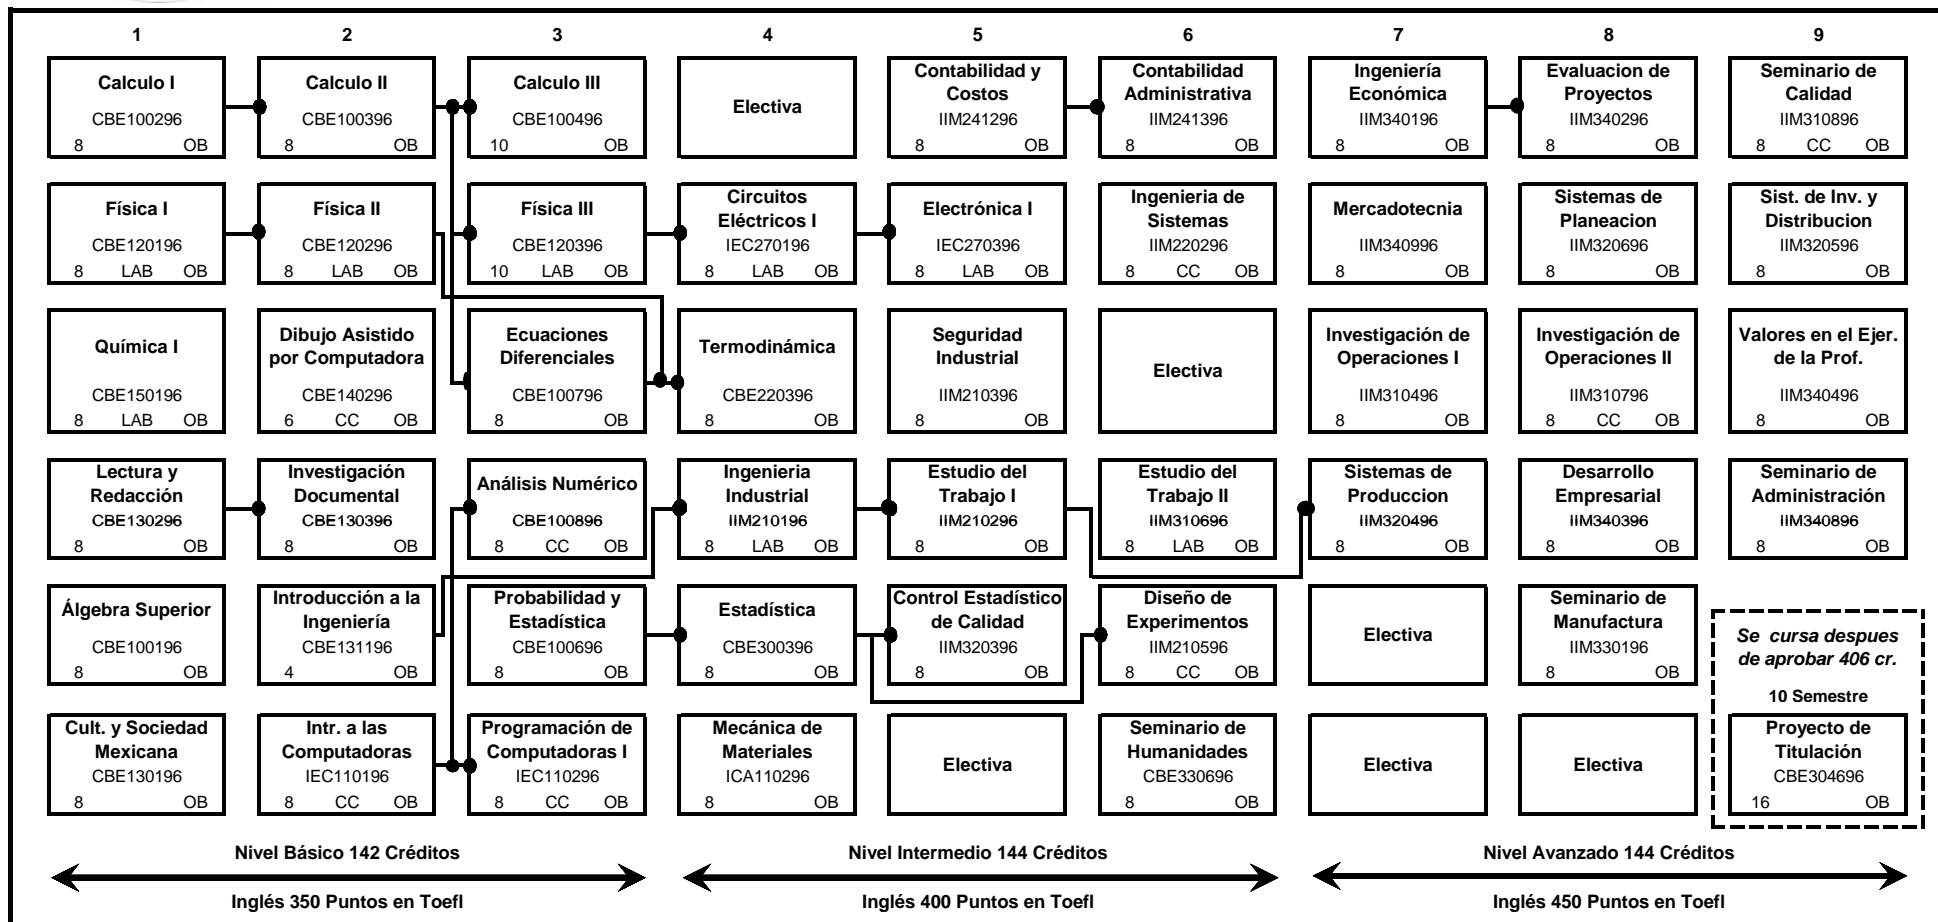 1 2 3 4 5 6 7 8 9
Calculo I
CBE100296
8 OB
Calculo II
CBE100396
8 OB
Calculo III
CBE100496
10 OB
Electiva
Contabilidad y
Costos
IIM241296
8 OB
Contabilidad
Administrativa
IIM241396
8 OB
Ingeniería
Económica
IIM340196
8 OB
Evaluacion de
Proyectos
IIM340296
8 OB
Seminario de
Calidad
IIM310896
8 CC OB
Física I
CBE120196
8 LAB OB
Física II
CBE120296
8 LAB OB
Física III
CBE120396
10 LAB OB
Circuitos
Eléctricos I
IEC270196
8 LAB OB
Electrónica I
IEC270396
8 LAB OB
Ingenieria de
Sistemas
IIM220296
8 CC OB
Mercadotecnia
IIM340996
8 OB
Sistemas de
Planeacion
IIM320696
8 OB
Sist. de Inv. y
Distribucion
IIM320596
8 OB
Química I
CBE150196
8 LAB OB
Dibujo Asistido
por Computadora
CBE140296
6 CC OB
Ecuaciones
Diferenciales
CBE100796
8 OB
Termodinámica
CBE220396
8 OB
Seguridad
Industrial
IIM210396
8 OB
Electiva
Investigación de
Operaciones I
IIM310496
8 OB
Investigación de
Operaciones II
IIM310796
8 CC OB
Valores en el Ejer.
de la Prof.
IIM340496
8 OB
Lectura y
Redacción
CBE130296
8 OB
Investigación
Documental
CBE130396
8 OB
Análisis Numérico
CBE100896
8 CC OB
Ingenieria
Industrial
IIM210196
8 LAB OB
Estudio del
Trabajo I
IIM210296
8 OB
Estudio del
Trabajo II
IIM310696
8 LAB OB
Sistemas de
Produccion
IIM320496
8 OB
Desarrollo
Empresarial
IIM340396
8 OB
Seminario de
Administración
IIM340896
8 OB
Álgebra Superior
CBE100196
8 OB
Introducción a la
Ingeniería
CBE131196
4 OB
Probabilidad y
Estadística
CBE100696
8 OB
Estadística
CBE300396
8 OB
Control Estadístico
de Calidad
IIM320396
8 OB
Diseño de
Experimentos
IIM210596
8 CC OB
Electiva
Seminario de
Manufactura
IIM330196
8 OB
Se cursa despues
de aprobar 406 cr.
10 Semestre
Cult. y Sociedad
Mexicana
CBE130196
8 OB
Intr. a las
Computadoras
IEC110196
8 CC OB
Programación de
Computadoras I
IEC110296
8 CC OB
Mecánica de
Materiales
ICA110296
8 OB
Electiva
Seminario de
Humanidades
CBE330696
8 OB
Electiva
Electiva
Proyecto de
Titulación
CBE304696
16 OB
Nivel Básico 142 Créditos
Inglés 350 Puntos en Toefl
Nivel Intermedio 144 Créditos
Inglés 400 Puntos en Toefl
Nivel Avanzado 144 Créditos
Inglés 450 Puntos en Toefl